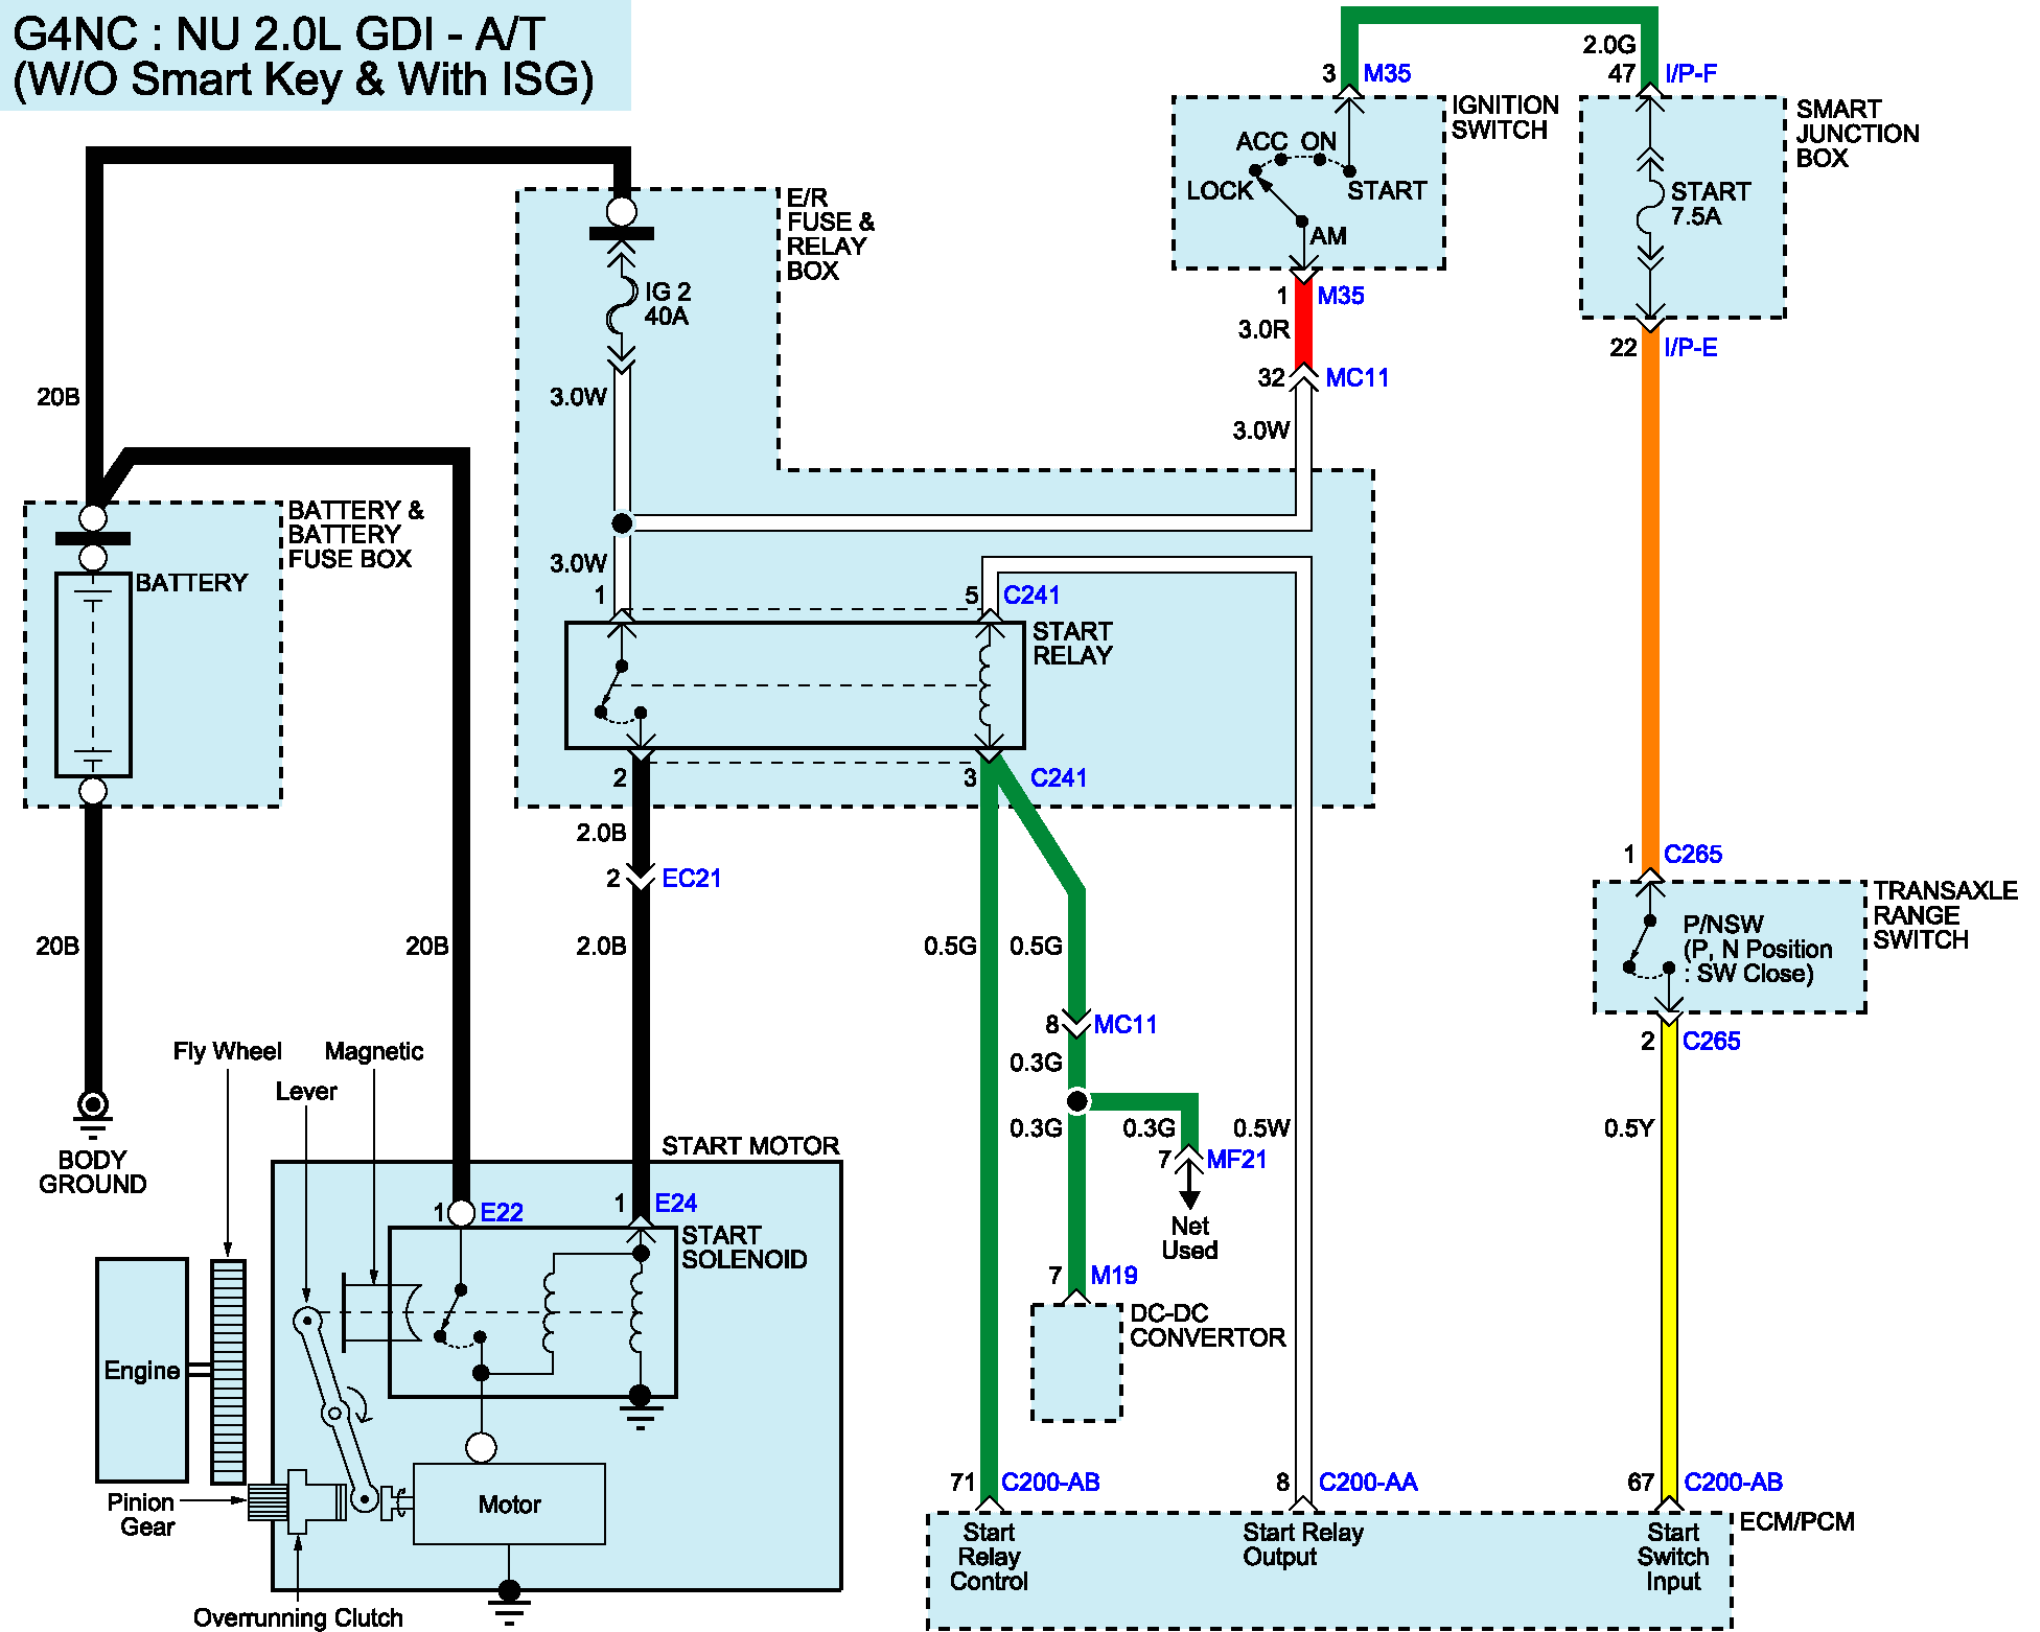 G4NC : NU 2.0L GDI - A/T
(W/O Smart Key & With ISG)
2.0G
3 M35
47 I/P-F
IGNITION
SWITCH
ACC ON
LOCK
START
AM
SMART
JUNCTION
BOX
START
7.5A
E/R
FUSE &
RELAY
BOX
IG 2
40A
1 M35
3.0R
22 I/P-E
32 MC11
20B
3.0W
3.0W
BATTERY &
BATTERY
FUSE BOX
BATTERY
3.0W
1
5 C241
START
RELAY
2
3 C241
2.0B
2 EC21
1 C265
TRANSAXLE
RANGE
SWITCH
P/NSW
(P, N Position
: SW Close)
20B
20B
2.0B
0.5G
0.5G
8 MC11
2 C265
0.3G
Fly Wheel
Magnetic
Lever
0.3G
0.3G
0.5W
0.5Y
BODY
GROUND
START MOTOR
7 MF21
Net
Used
1 E22
1 E24
START
SOLENOID
7 M19
DC-DC
CONVERTOR
Engine
Pinion
Gear
Motor
Overrunning Clutch
71 C200-AB
8 C200-AA
67 C200-AB
ECM/PCM
Start
Relay
Control
Start Relay
Output
Start
Switch
Input